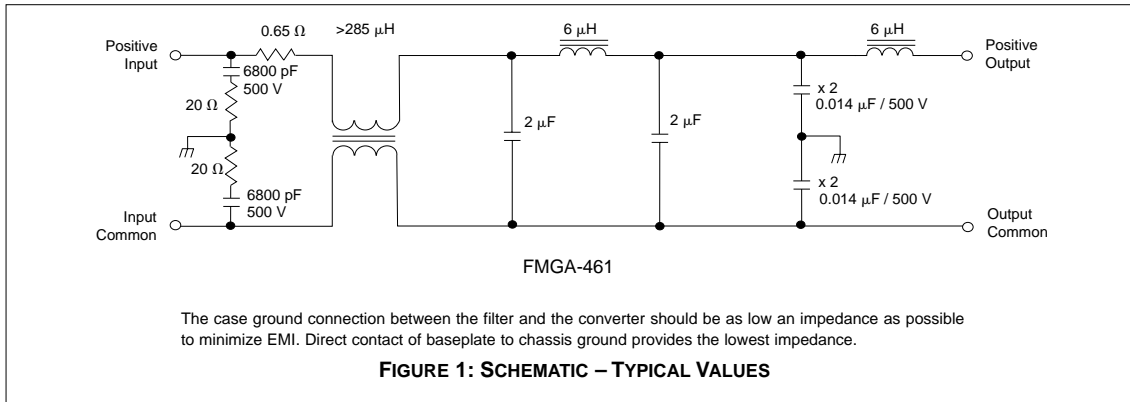 0.65 Ω
>285 μH
6 μH
6 μH
Positive
Input
Positive
Output
6800 pF
500 V
x 2
0.014 μF / 500 V
20 Ω
2 μF
2 μF
20 Ω
6800 pF
500 V
x 2
0.014 μF / 500 V
Input
Common
Output
Common
FMGA-461
The case ground connection between the filter and the converter should be as low an impedance as possible
to minimize EMI. Direct contact of baseplate to chassis ground provides the lowest impedance.
FIGURE 1: SCHEMATIC – TYPICAL VALUES